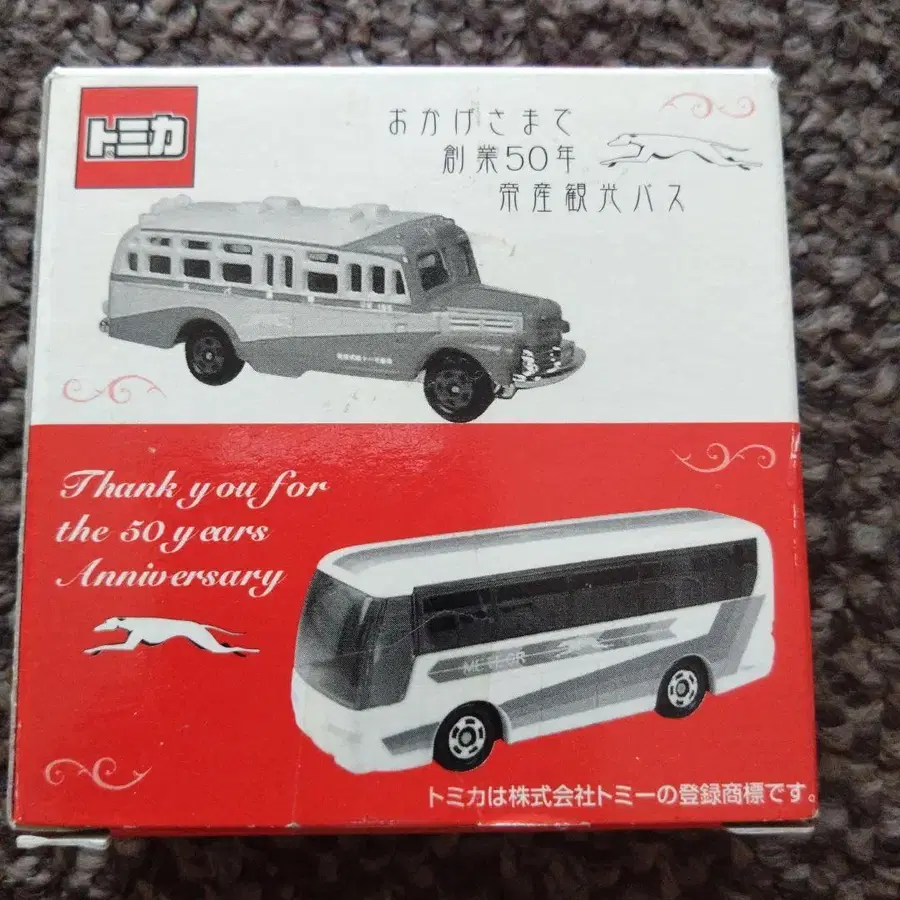 トミカ
おかげさまで
創業50年
帝産観光バス
Thank you for
the 50 years
Anniversary
METEOR
トミカは株式会社トミーの登録商標です。